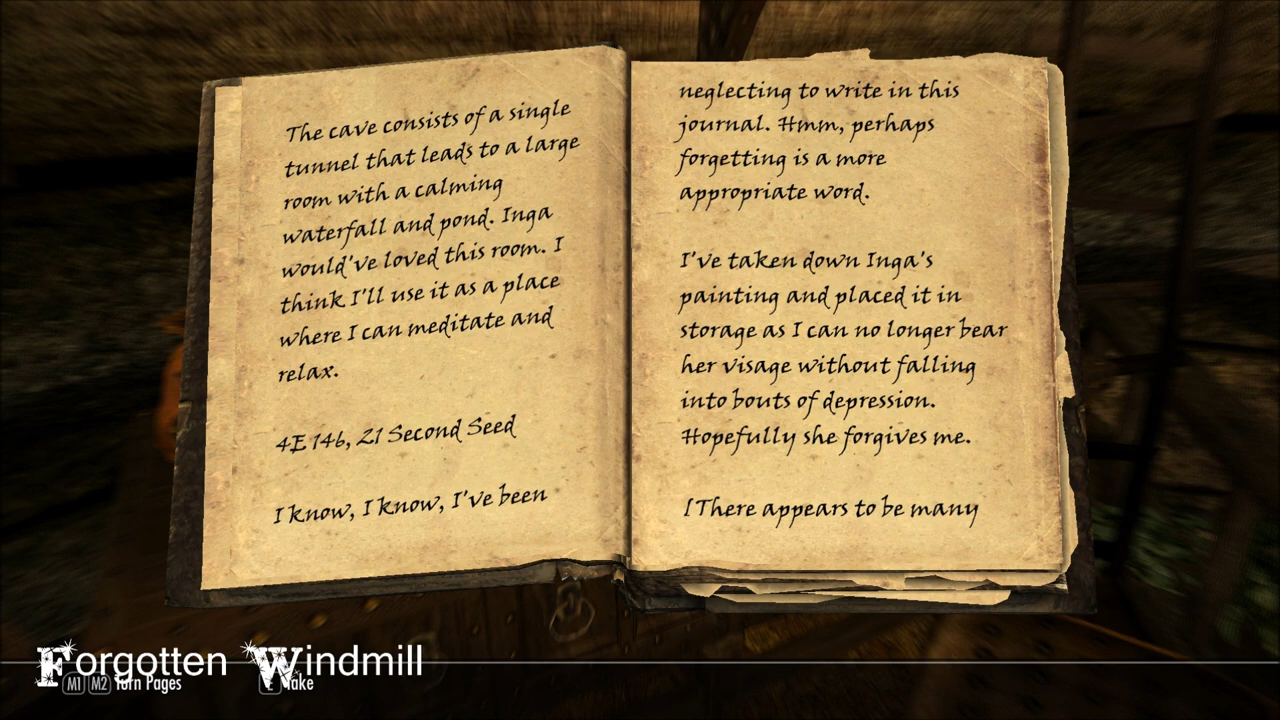 The cave consists of a single
tunnel that leads to a large
room with a calming
waterfall and pond. Inga
would've loved this room. I
think I'll use it as a place
where I can meditate and
relax.
4E 146, 21 Second Seed
I know, I know, I've been
neglecting to write in this
journal. Hmm, perhaps
forgetting is a more
appropriate word.
I've taken down Inga's
painting and placed it in
storage as I can no longer bear
her visage without falling
into bouts of depression.
Hopefully she forgives me.
[There appears to be many
Forgotten Windmill
M1 M2 Turn Pages
Take